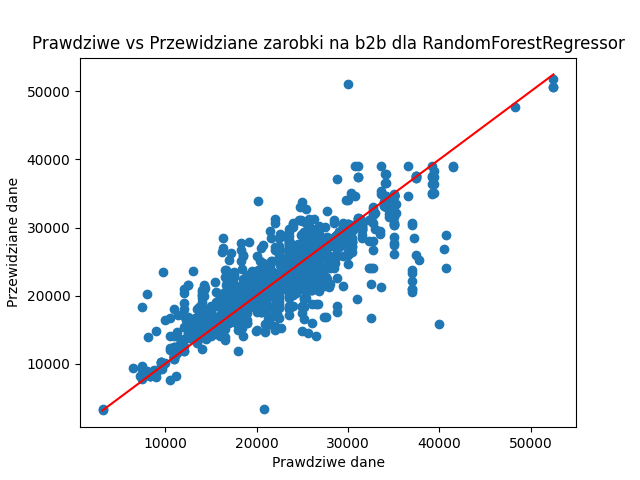 Prawdziwe vs Przewidziane zarobki na b2b dla RandomForestRegressor
50000
40000
30000
20000
10000
Przewidziane dane
10000 20000 30000 40000 50000
Prawdziwe dane